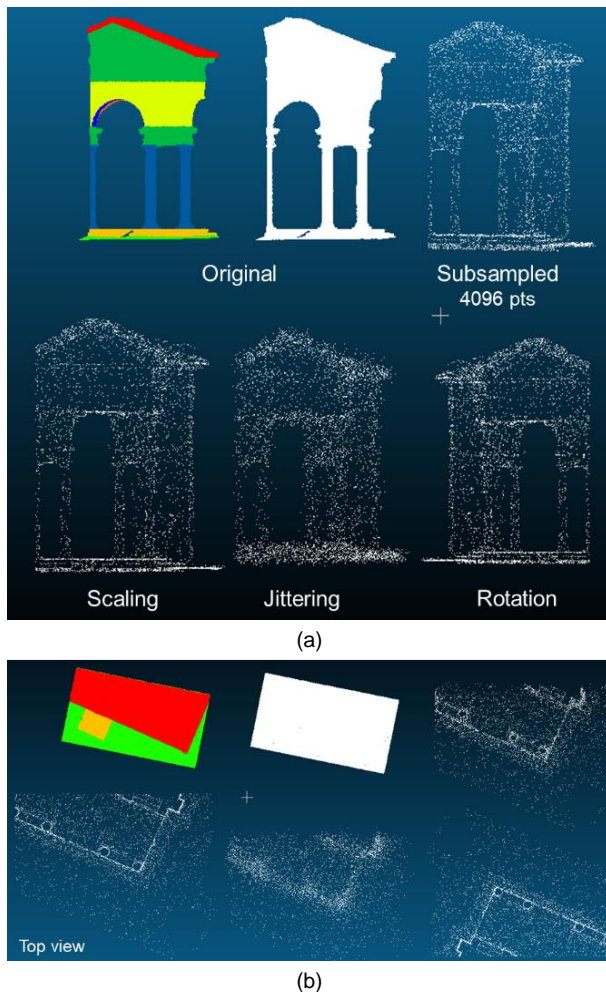 Original
Subsampled
4096 pts
Scaling
Jittering
Rotation
(a)
Top view
(b)